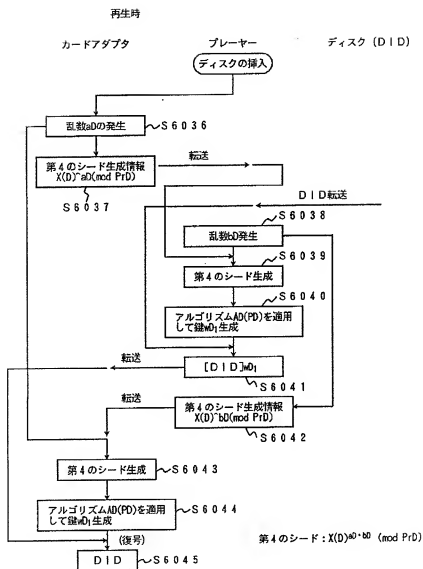 再生時
カードアダプタ
プレーヤー
ディスク(DID)
ディスクの挿入
乱数aDの発生
S6036
第4のシード生成情報
X(D)^aD(mod PrD)
S6037
転送
DID転送
S6038
乱数bD発生
S6039
第4のシード生成
S6040
アルゴリズムAD(PD)を適用
して鍵wD₁生成
転送
[DID]wD₁
S6041
転送
第4のシード生成情報
X(D)^bD(mod PrD)
S6042
第4のシード生成
S6043
アルゴリズムAD(PD)を適用
して鍵wD₁生成
S6044
(復号)
DID
S6045
第4のシード:X(D)^aD・bD (mod PrD)